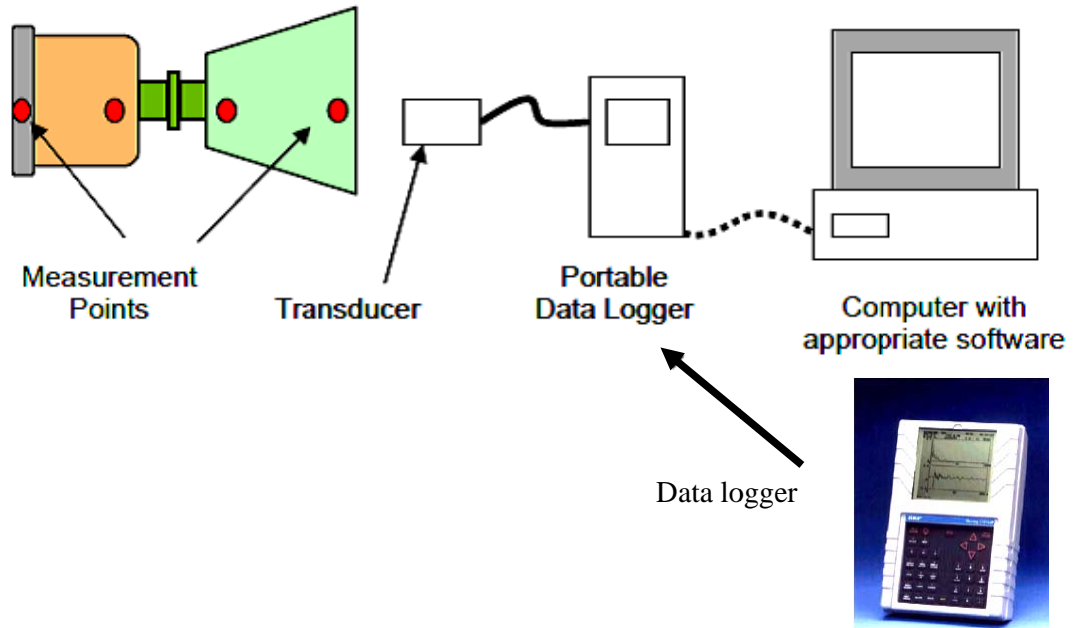 Measurement
Points
Transducer
Portable
Data Logger
Computer with
appropriate software
Data logger